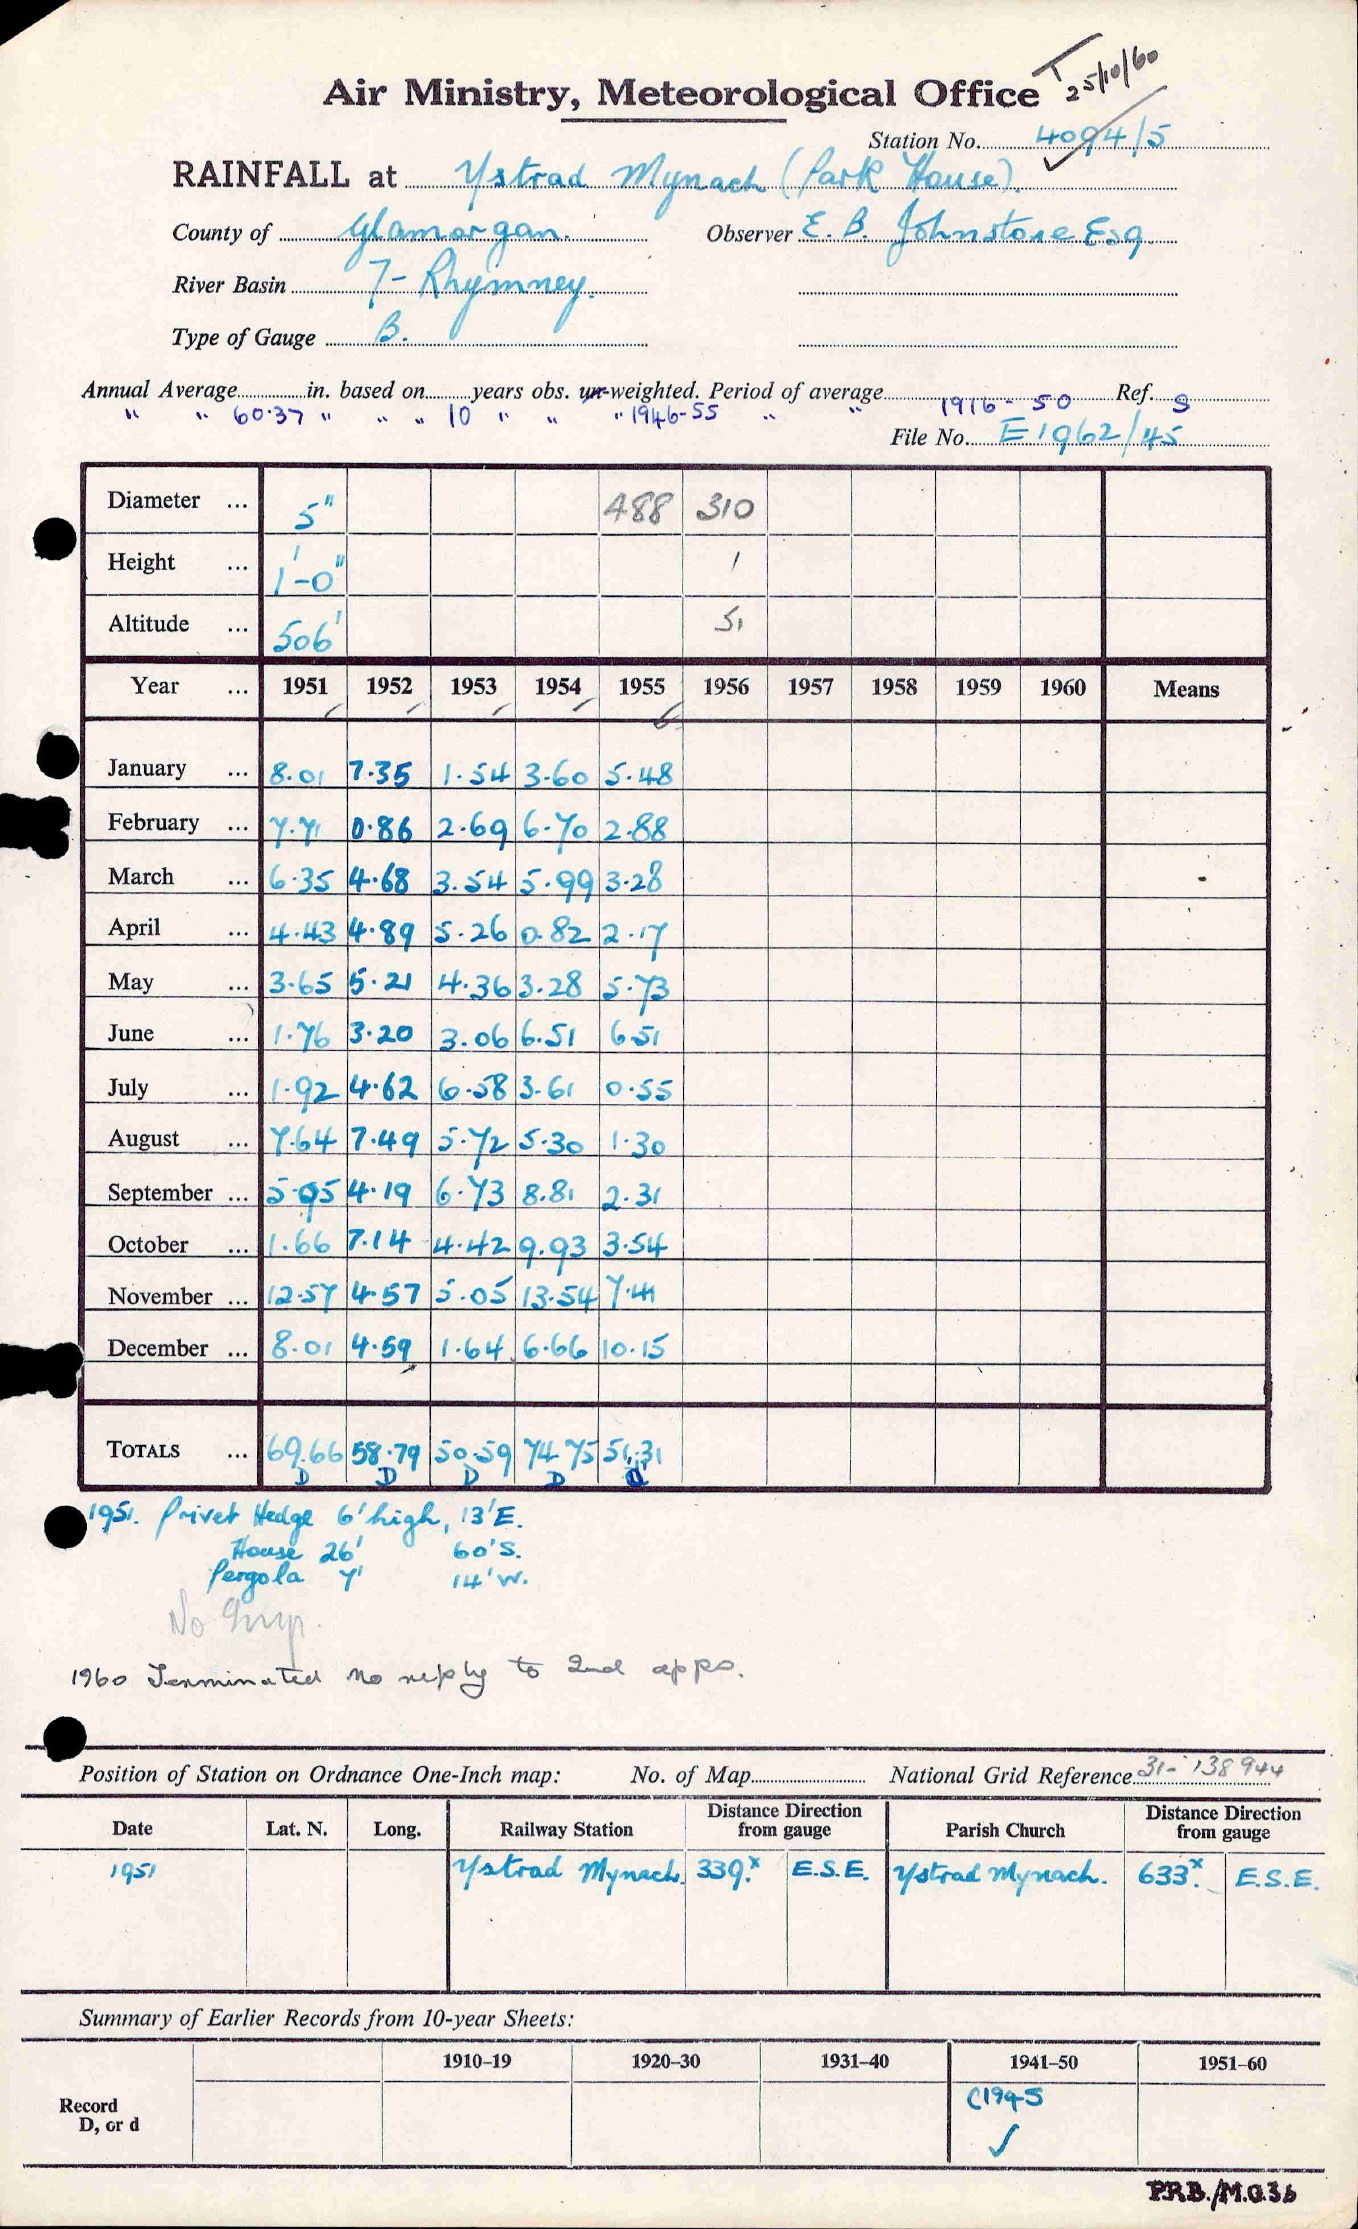 T 25/10/60
Air Ministry, Meteorological Office
Station No. 4094/5
RAINFALL at Ystrad Mynach (Park House).
County of Glamorgan. Observer E. B. Johnstone Esq.
River Basin 7- Rhymney.
Type of Gauge B.
Annual Average in. based on years obs. un-weighted. Period of average 1916-50 Ref. S
" " 60.37 " " " 10 " " " 1946-55 " "
File No. E1962/45
Diameter ... 5" 488 310
Height ... 1'-0" 1
Altitude ... 506' 51
Year ... 1951 1952 1953 1954 1955 1956 1957 1958 1959 1960 Means
January ... 8.01 7.35 1.54 3.60 5.48
February ... 7.71 0.86 2.69 6.70 2.88
March ... 6.35 4.68 3.54 5.99 3.28
April ... 4.43 4.89 5.26 0.82 2.17
May ... 3.65 5.21 4.36 3.28 5.73
June ... 1.76 3.20 3.06 6.51 6.51
July ... 1.92 4.62 6.58 3.61 0.55
August ... 7.64 7.49 5.72 5.30 1.30
September ... 5.95 4.19 6.73 8.81 2.31
October ... 1.66 7.14 4.42 9.93 3.54
November ... 12.57 4.57 5.05 13.54 7.41
December ... 8.01 4.59 1.64 6.66 10.15
TOTALS ... 69.66 58.79 50.59 74.75 51.31
D D D D d
1951. Privet Hedge 6' high, 13' E.
House 26' 60' S.
Pergola 7' 14' W.
No
1960 Terminated no reply to 2nd apps.
Position of Station on Ordnance One-Inch map: No. of Map National Grid Reference 31- 138944
Date Lat. N. Long. Railway Station Distance Direction from gauge Parish Church Distance Direction from gauge
1951 Ystrad Mynach. 339.x E.S.E. Ystrad Mynach. 633.x E.S.E.
Summary of Earlier Records from 10-year Sheets:
1910–19 1920–30 1931–40 1941–50 1951–60
Record D, or d C1945
P.R.B./M.O.36